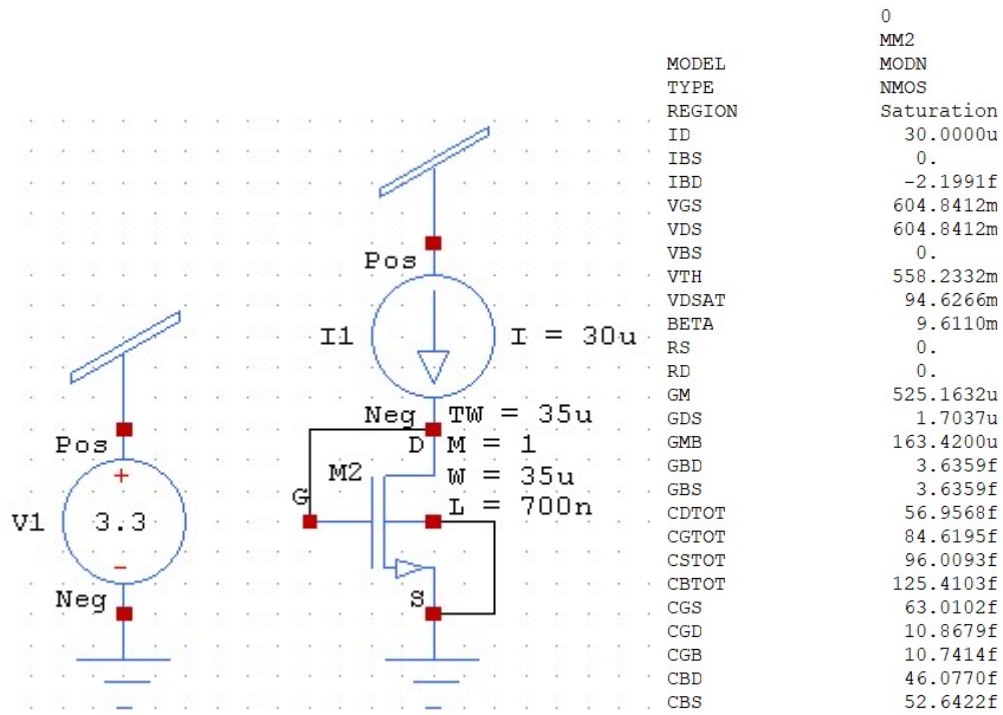 Pos
I1
I = 30u
Neg
TW = 35u
D
M = 1
M2
W = 35u
G
L = 700n
S
Pos
+
V1
3.3
−
Neg
0
MM2
MODEL MODN
TYPE NMOS
REGION Saturation
ID 30.0000u
IBS 0.
IBD -2.1991f
VGS 604.8412m
VDS 604.8412m
VBS 0.
VTH 558.2332m
VDSAT 94.6266m
BETA 9.6110m
RS 0.
RD 0.
GM 525.1632u
GDS 1.7037u
GMB 163.4200u
GBD 3.6359f
GBS 3.6359f
CDTOT 56.9568f
CGTOT 84.6195f
CSTOT 96.0093f
CBTOT 125.4103f
CGS 63.0102f
CGD 10.8679f
CGB 10.7414f
CBD 46.0770f
CBS 52.6422f